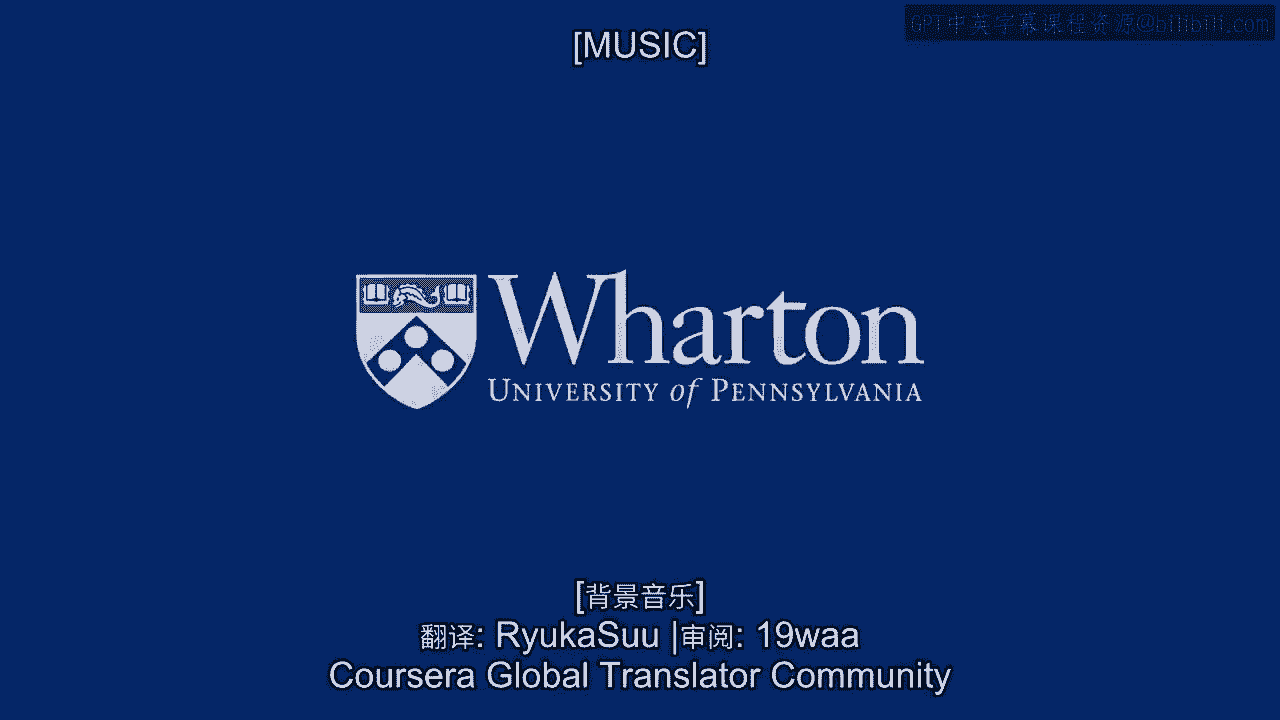 GPT中英字幕课程资源@bilibili.com
[MUSIC]
Wharton
UNIVERSITY of PENNSYLVANIA
[背景音乐]
翻译: RyukaSuu |审阅: 19waa
Coursera Global Translator Community